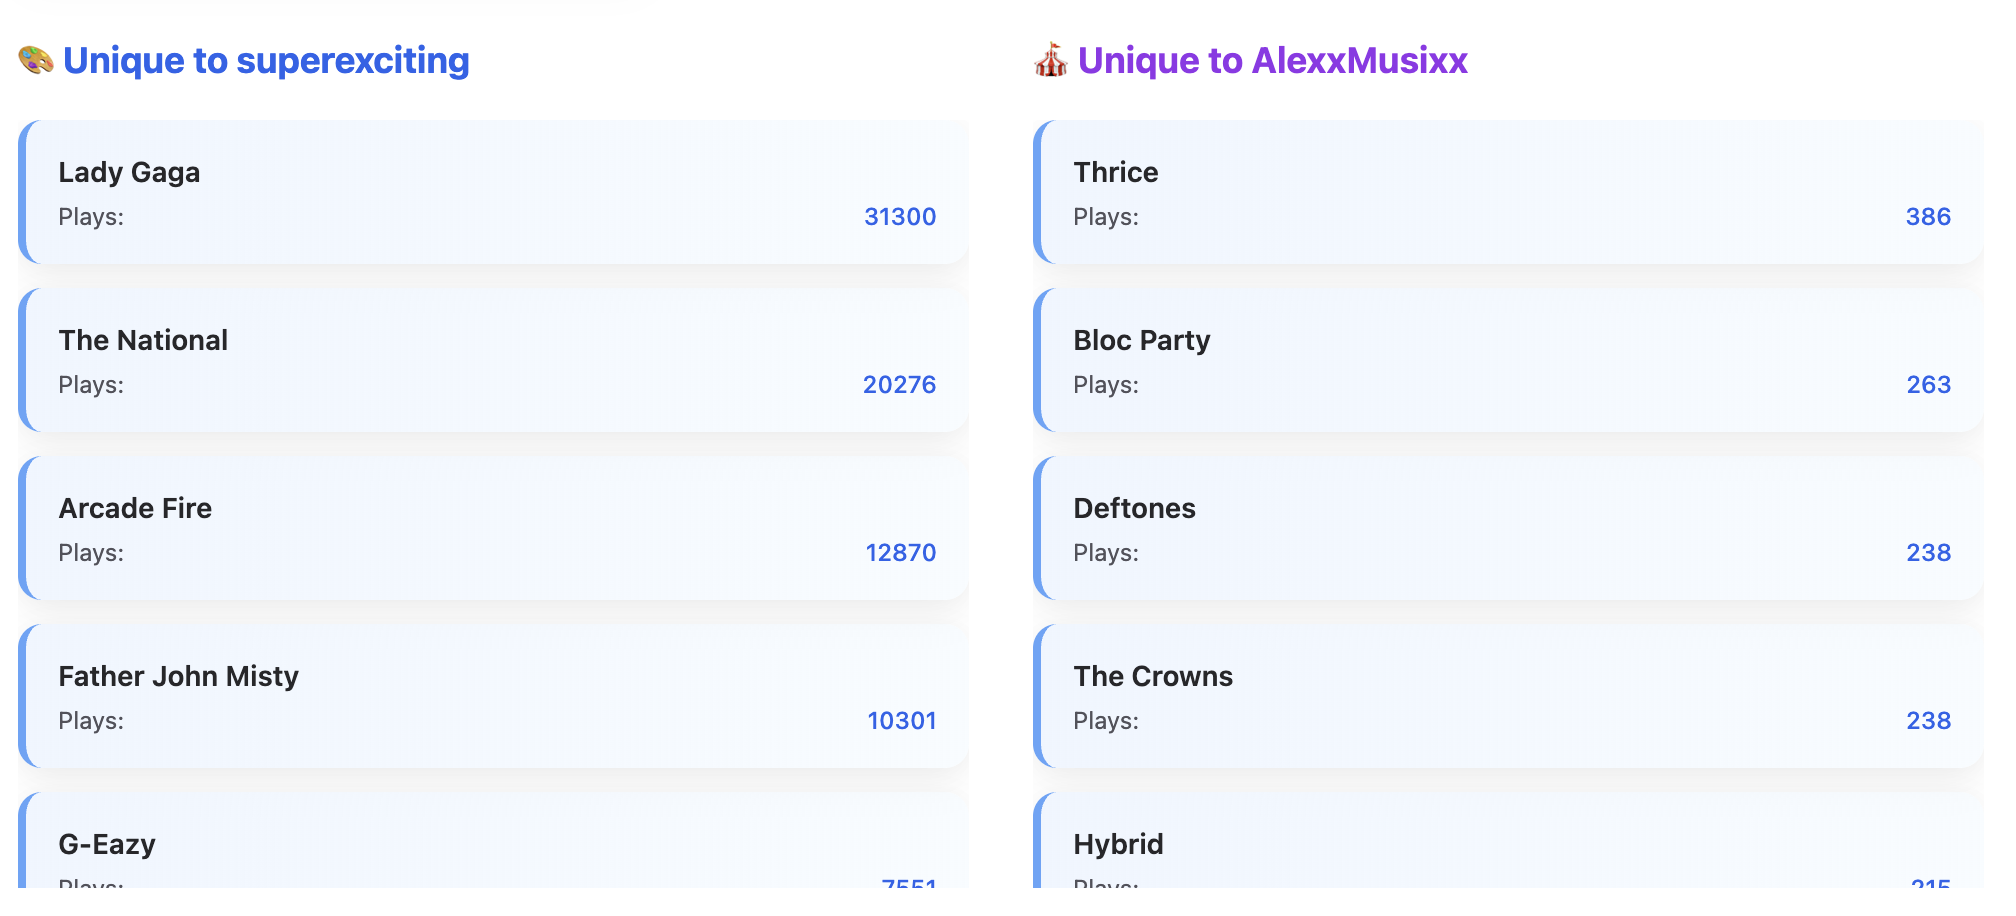 Unique to superexciting
Lady Gaga
Plays: 31300
The National
Plays: 20276
Arcade Fire
Plays: 12870
Father John Misty
Plays: 10301
G-Eazy
Plays: 7551
Unique to AlexxMusixx
Thrice
Plays: 386
Bloc Party
Plays: 263
Deftones
Plays: 238
The Crowns
Plays: 238
Hybrid
Plays: 215